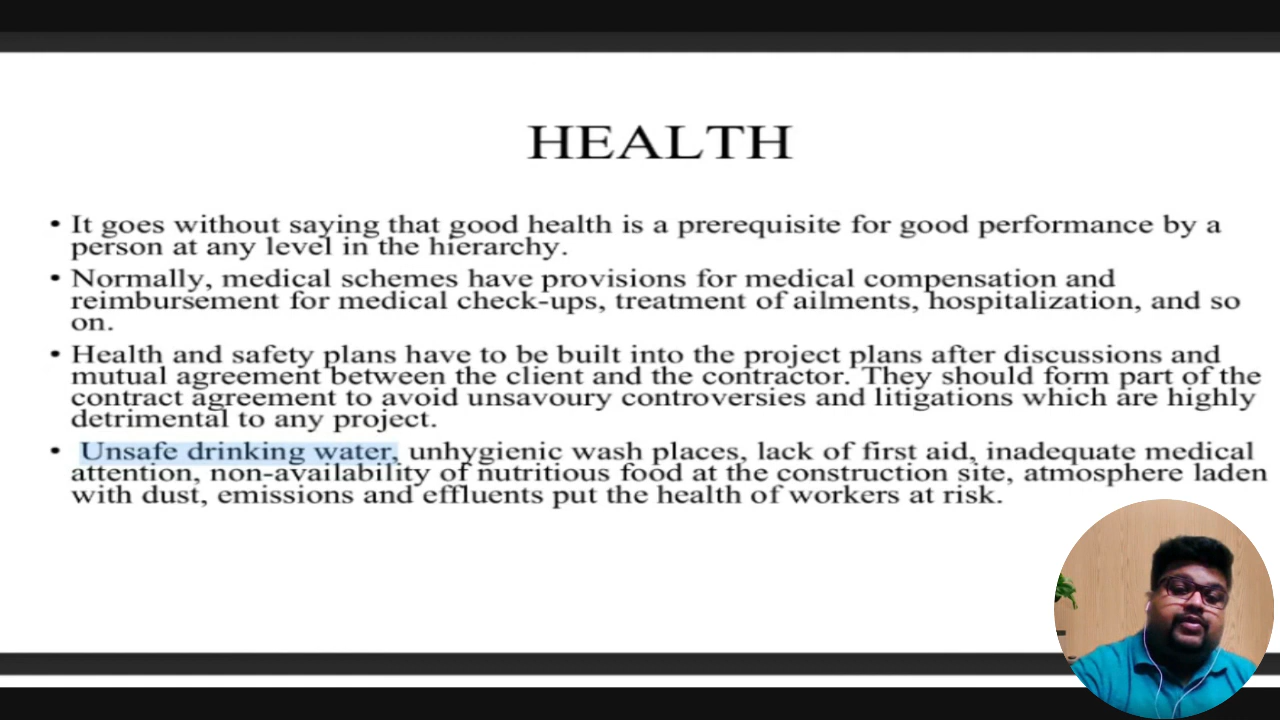 HEALTH
• It goes without saying that good health is a prerequisite for good performance by a
person at any level in the hierarchy.
• Normally, medical schemes have provisions for medical compensation and
reimbursement for medical check-ups, treatment of ailments, hospitalization, and so
on.
• Health and safety plans have to be built into the project plans after discussions and
mutual agreement between the client and the contractor. They should form part of the
contract agreement to avoid unsavoury controversies and litigations which are highly
detrimental to any project.
• Unsafe drinking water, unhygienic wash places, lack of first aid, inadequate medical
attention, non-availability of nutritious food at the construction site, atmosphere laden
with dust, emissions and effluents put the health of workers at risk.